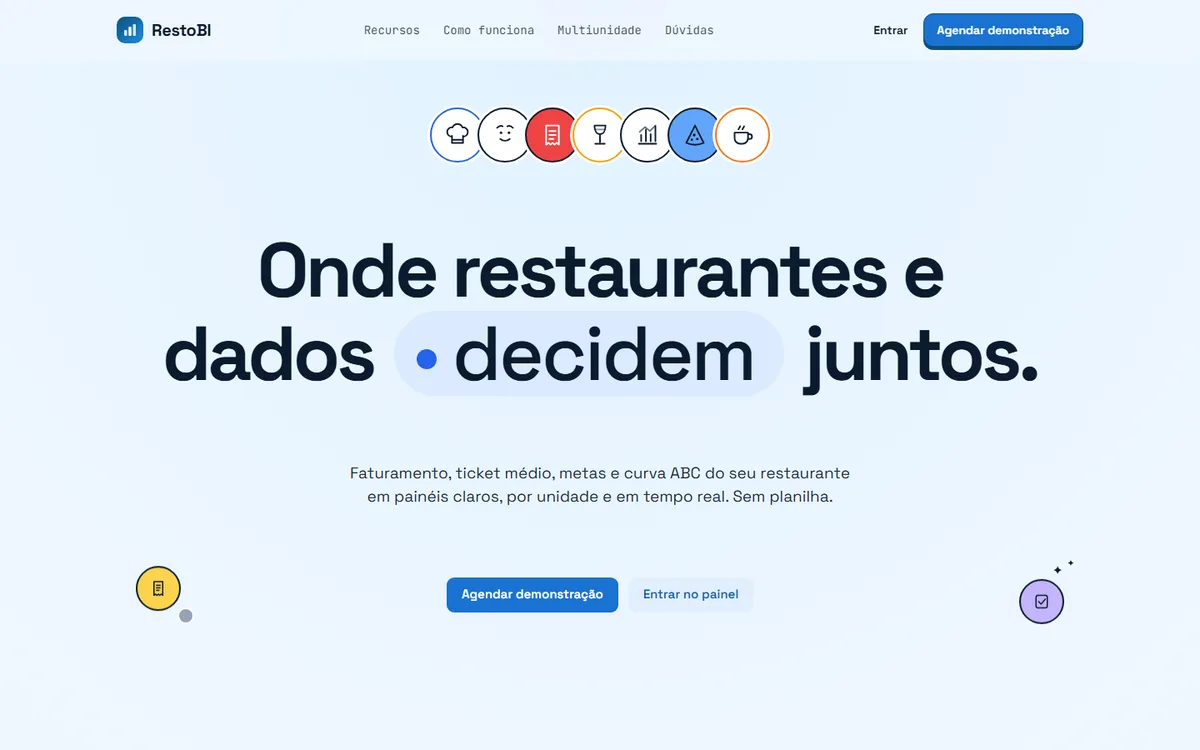 RestoBI
Recursos
Como funciona
Multiunidade
Dúvidas
Entrar
Agendar demonstração
Onde restaurantes e
dados decidem juntos.
Faturamento, ticket médio, metas e curva ABC do seu restaurante
em painéis claros, por unidade e em tempo real. Sem planilha.
Agendar demonstração
Entrar no painel